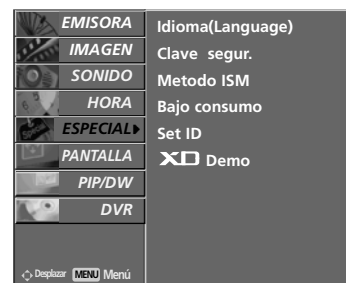 EMISORA
IMAGEN
SONIDO
HORA
ESPECIAL
PANTALLA
PIP/DW
DVR
Desplazar MENU Menú
Idioma(Language)
Clave segur.
Metodo ISM
Bajo consumo
Set ID
XD Demo